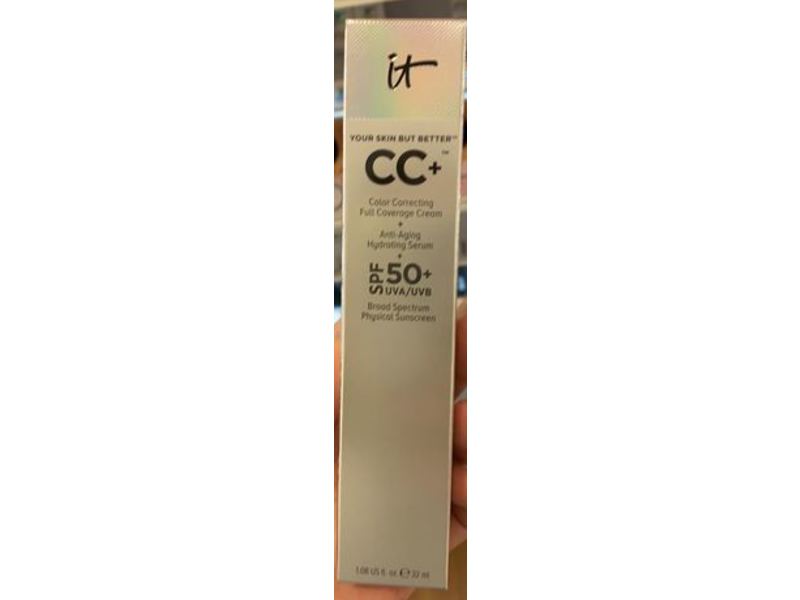 it
YOUR SKIN BUT BETTER™
CC+™
Color Correcting
Full Coverage Cream
+
Anti-Aging
Hydrating Serum
+
SPF 50+
UVA/UVB
Broad Spectrum
Physical Sunscreen
1.08 US fl. oz. ℮ 32 ml